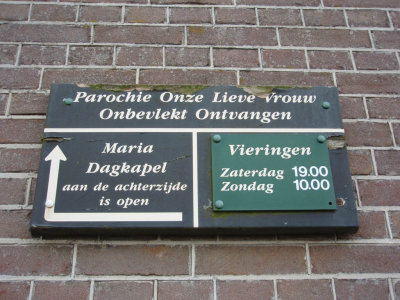 Parochie Onze Lieve Vrouw
Onbevlekt Ontvangen
Maria
Dagkapel
aan de achterzijde
is open
Vieringen
Zaterdag 19.00
Zondag 10.00